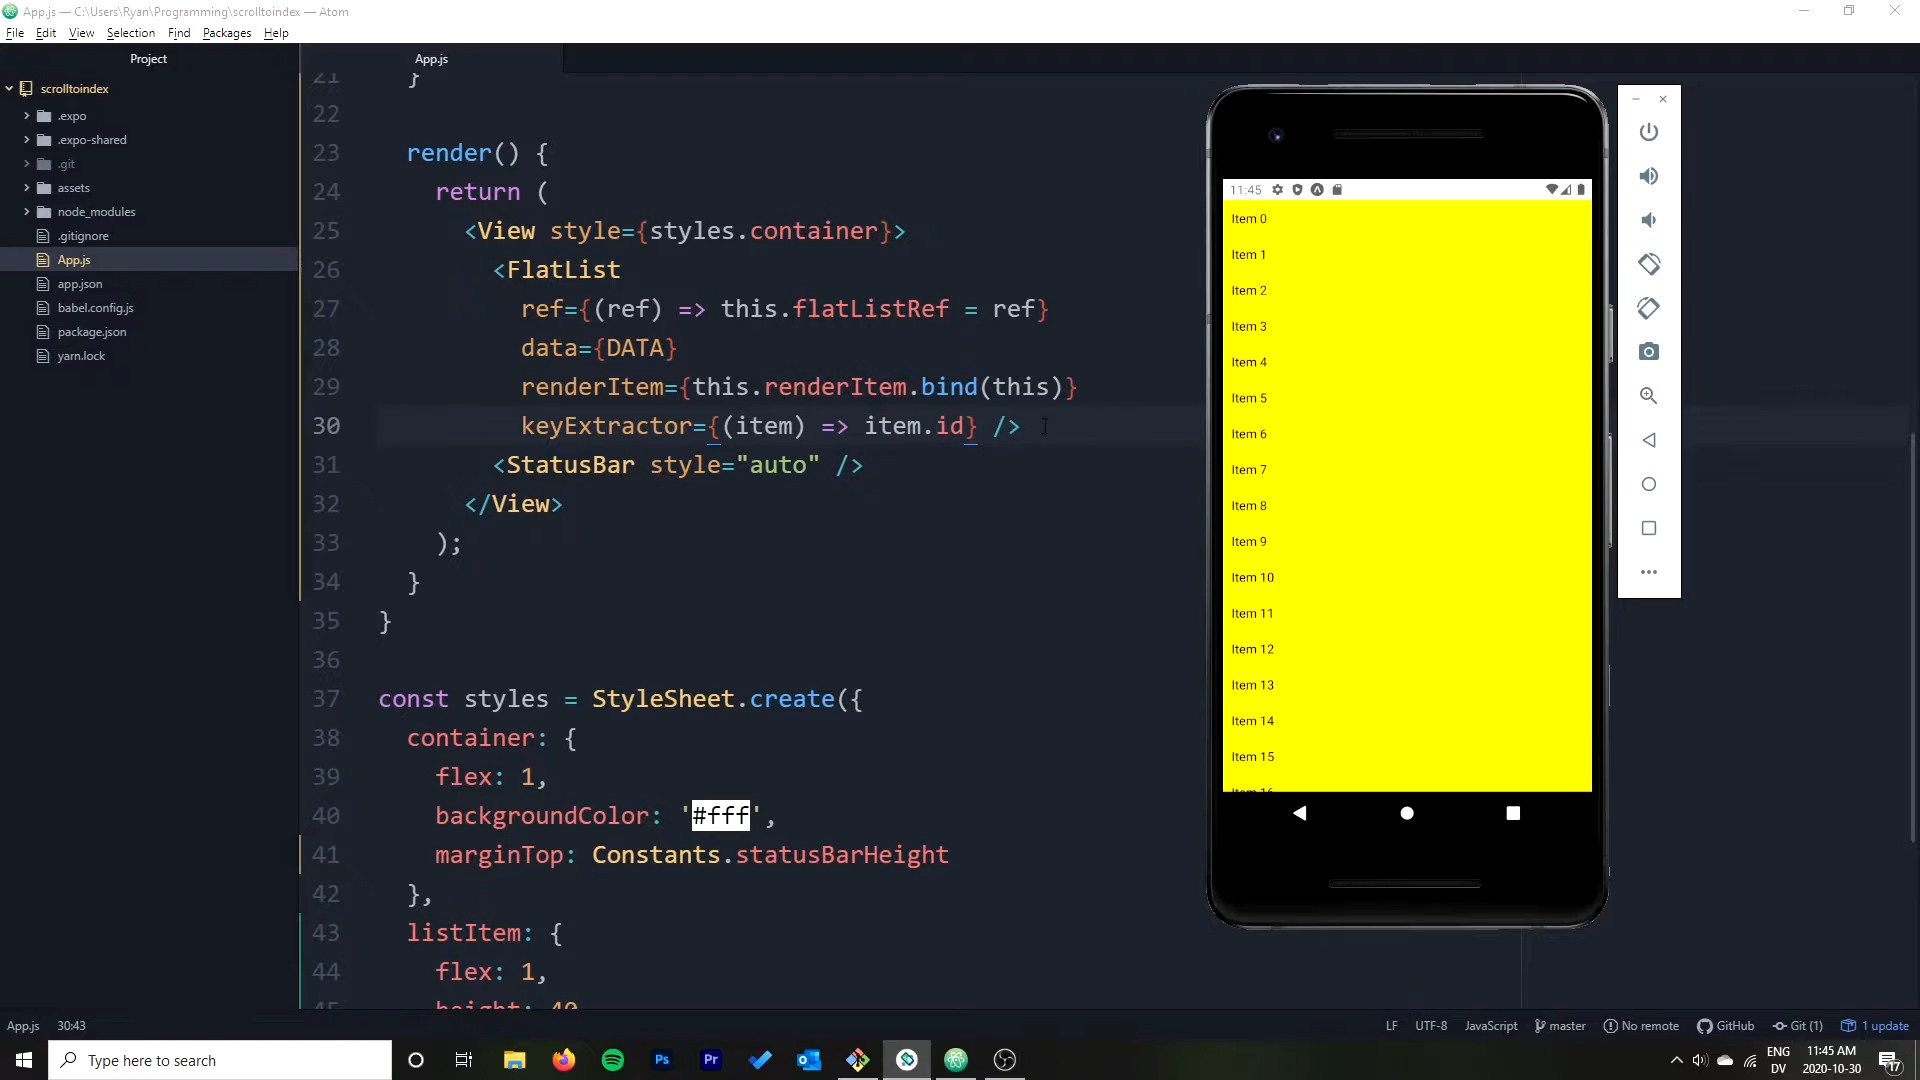 App.js — C:\Users\Ryan\Programming\scrolltoindex — Atom
File Edit View Selection Find Packages Help
Project
App.js
scrolltoindex
.expo
.expo-shared
.git
assets
node_modules
.gitignore
App.js
app.json
babel.config.js
package.json
yarn.lock
21 }
22
23 render() {
24 return (
25 <View style={styles.container}>
26 <FlatList
27 ref={(ref) => this.flatListRef = ref}
28 data={DATA}
29 renderItem={this.renderItem.bind(this)}
30 keyExtractor={(item) => item.id} />
31 <StatusBar style="auto" />
32 </View>
33 );
34 }
35 }
36
37 const styles = StyleSheet.create({
38 container: {
39 flex: 1,
40 backgroundColor: '#fff',
41 marginTop: Constants.statusBarHeight
42 },
43 listItem: {
44 flex: 1,
45 height: 40
11:45
Item 0
Item 1
Item 2
Item 3
Item 4
Item 5
Item 6
Item 7
Item 8
Item 9
Item 10
Item 11
Item 12
Item 13
Item 14
Item 15
Item 16
App.js 30:43
LF UTF-8 JavaScript master No remote GitHub Git (1) 1 update
Type here to search
Ps Pr
ENG
DV
11:45 AM
2020-10-30
17